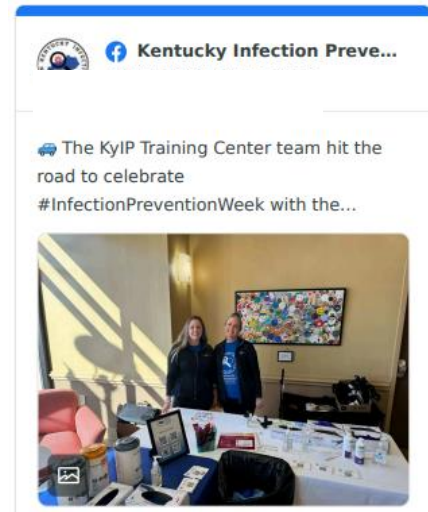 Kentucky Infection Preve...
🚙 The KyIP Training Center team hit the
road to celebrate
#InfectionPreventionWeek with the...